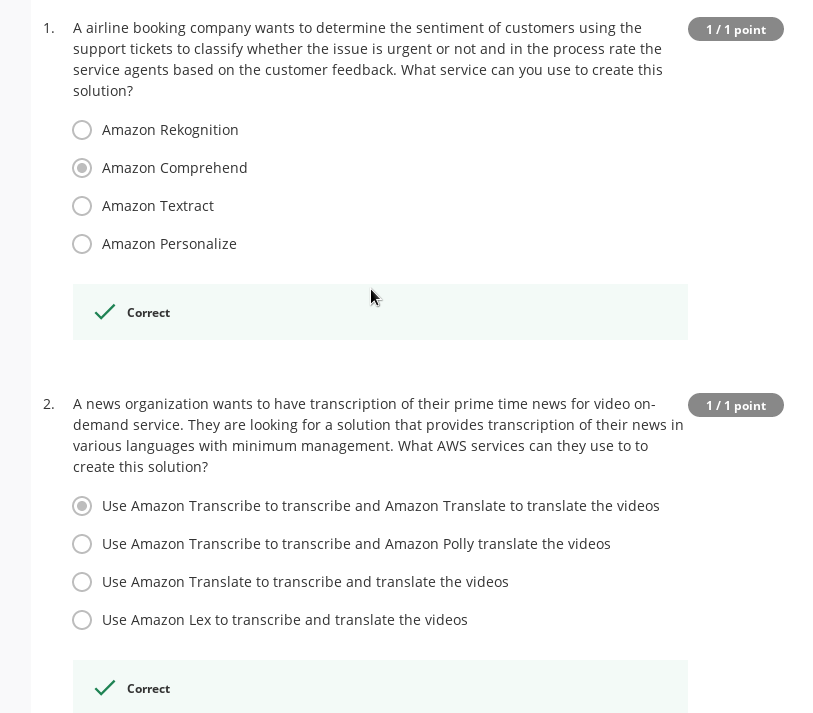 1. A airline booking company wants to determine the sentiment of customers using the
1 / 1 point
support tickets to classify whether the issue is urgent or not and in the process rate the
service agents based on the customer feedback. What service can you use to create this
solution?
Amazon Rekognition
Amazon Comprehend
Amazon Textract
Amazon Personalize
Correct
2. A news organization wants to have transcription of their prime time news for video on-
1 / 1 point
demand service. They are looking for a solution that provides transcription of their news in
various languages with minimum management. What AWS services can they use to to
create this solution?
Use Amazon Transcribe to transcribe and Amazon Translate to translate the videos
Use Amazon Transcribe to transcribe and Amazon Polly translate the videos
Use Amazon Translate to transcribe and translate the videos
Use Amazon Lex to transcribe and translate the videos
Correct